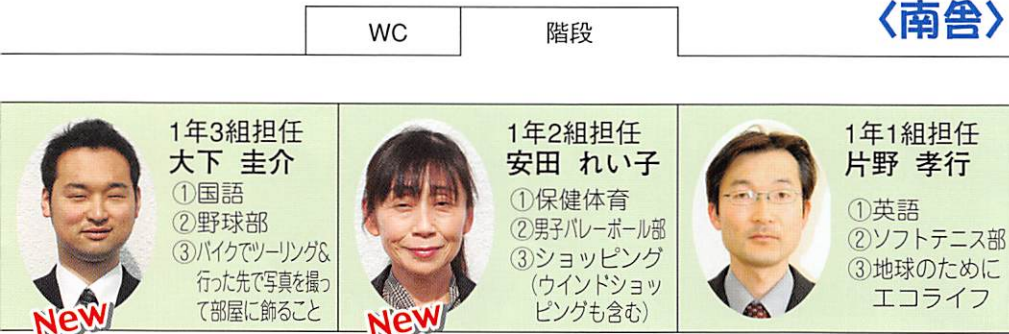 WC
階段
〈南舎〉
1年3組担任
大下 圭介
①国語
②野球部
③バイクでツーリング&
行った先で写真を撮っ
て部屋に飾ること
New
1年2組担任
安田 れい子
①保健体育
②男子バレーボール部
③ショッピング
(ウインドショッ
ピングも含む)
New
1年1組担任
片野 孝行
①英語
②ソフトテニス部
③地球のために
エコライフ